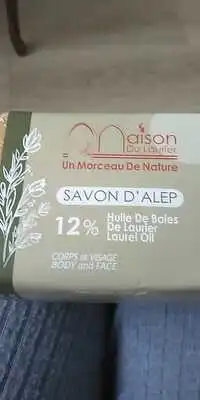 Maison
Du Laurier
Un Morceau De Nature
SAVON D'ALEP
12%
Huile De Baies
De Laurier
Laurel Oil
CORPS et VISAGE
BODY and FACE